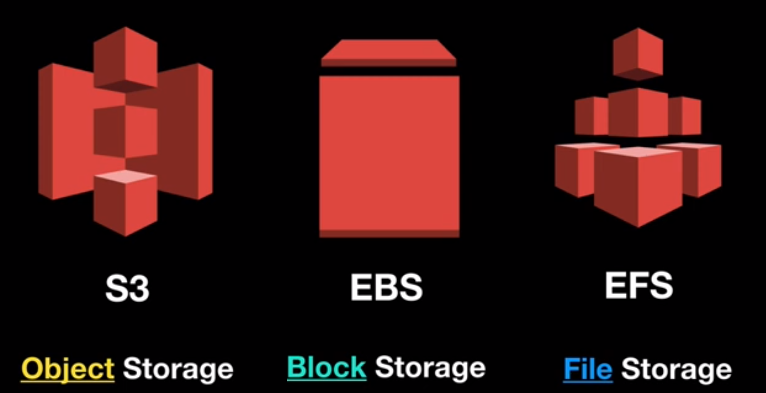 S3
EBS
EFS
Object Storage
Block Storage
File Storage